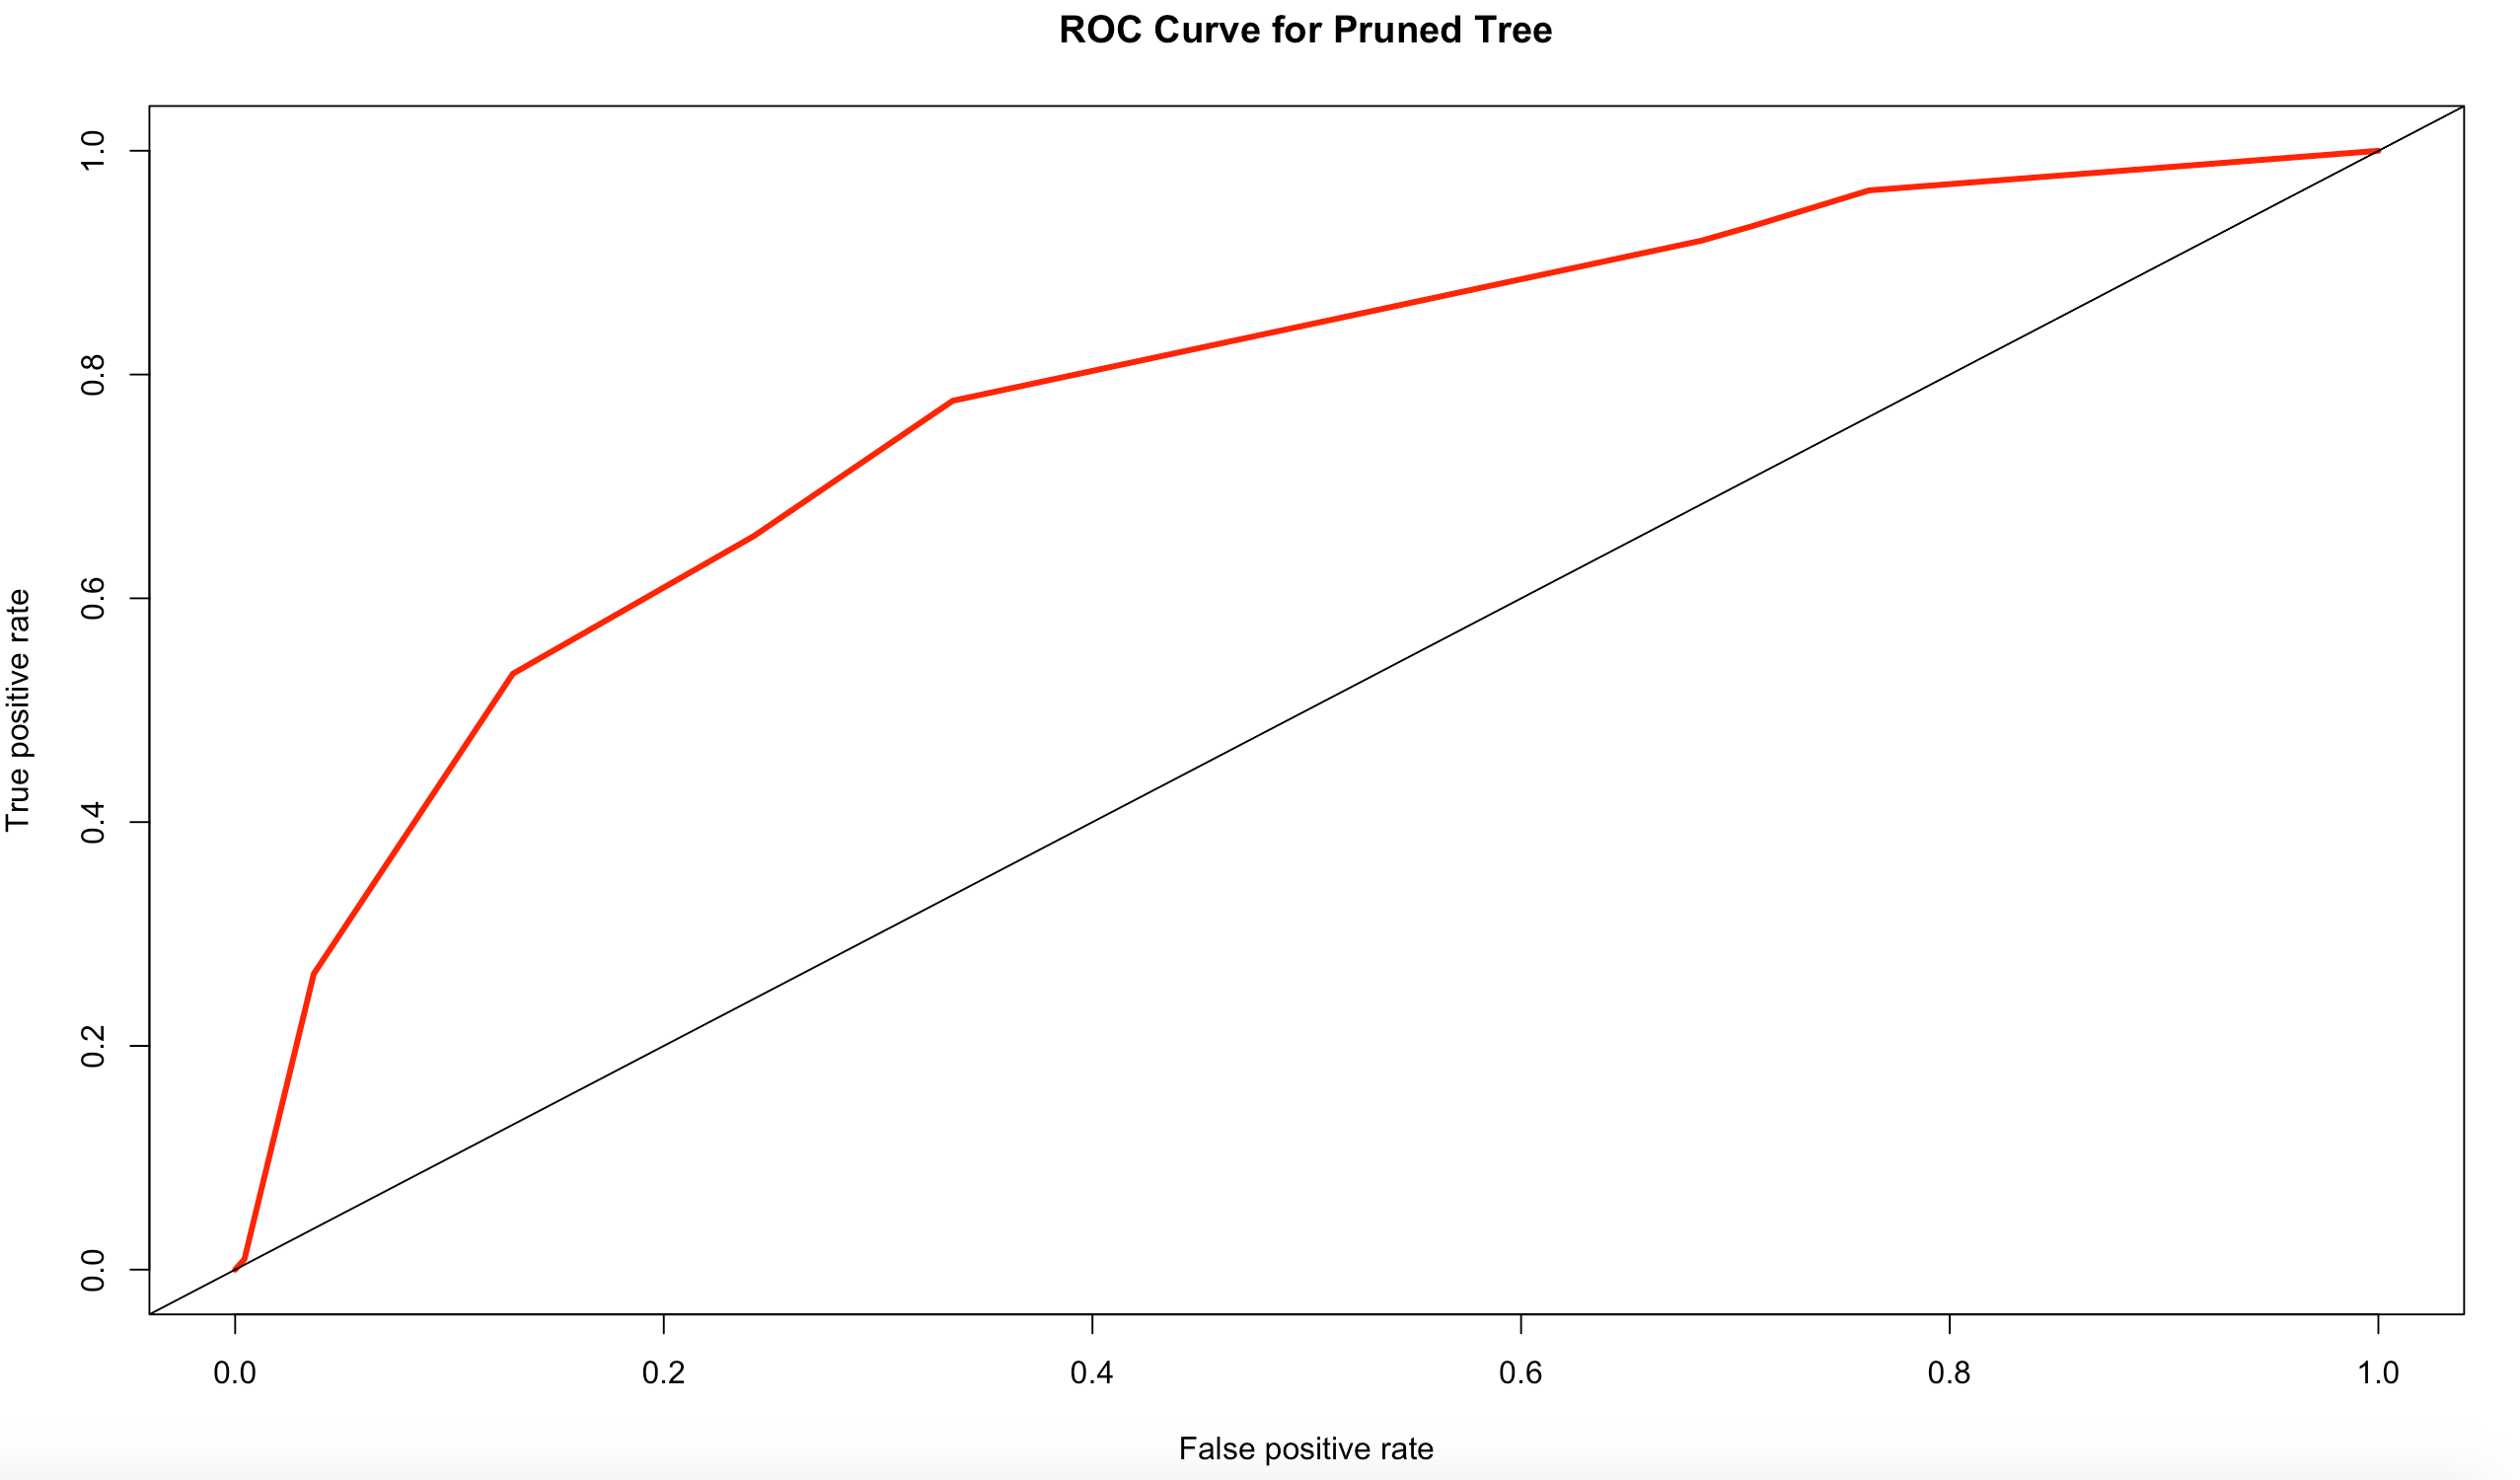 ROC Curve for Pruned Tree
True positive rate
1.0
0.8
0.6
0.4
0.2
0.0
0.0 0.2 0.4 0.6 0.8 1.0
False positive rate